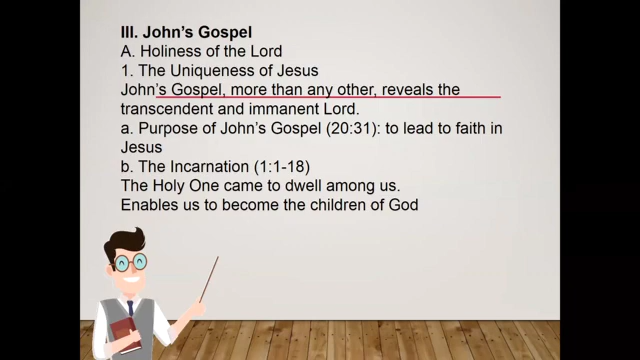 III. John's Gospel
A. Holiness of the Lord
1. The Uniqueness of Jesus
John's Gospel, more than any other, reveals the
transcendent and immanent Lord.
a. Purpose of John's Gospel (20:31): to lead to faith in
Jesus
b. The Incarnation (1:1-18)
The Holy One came to dwell among us.
Enables us to become the children of God